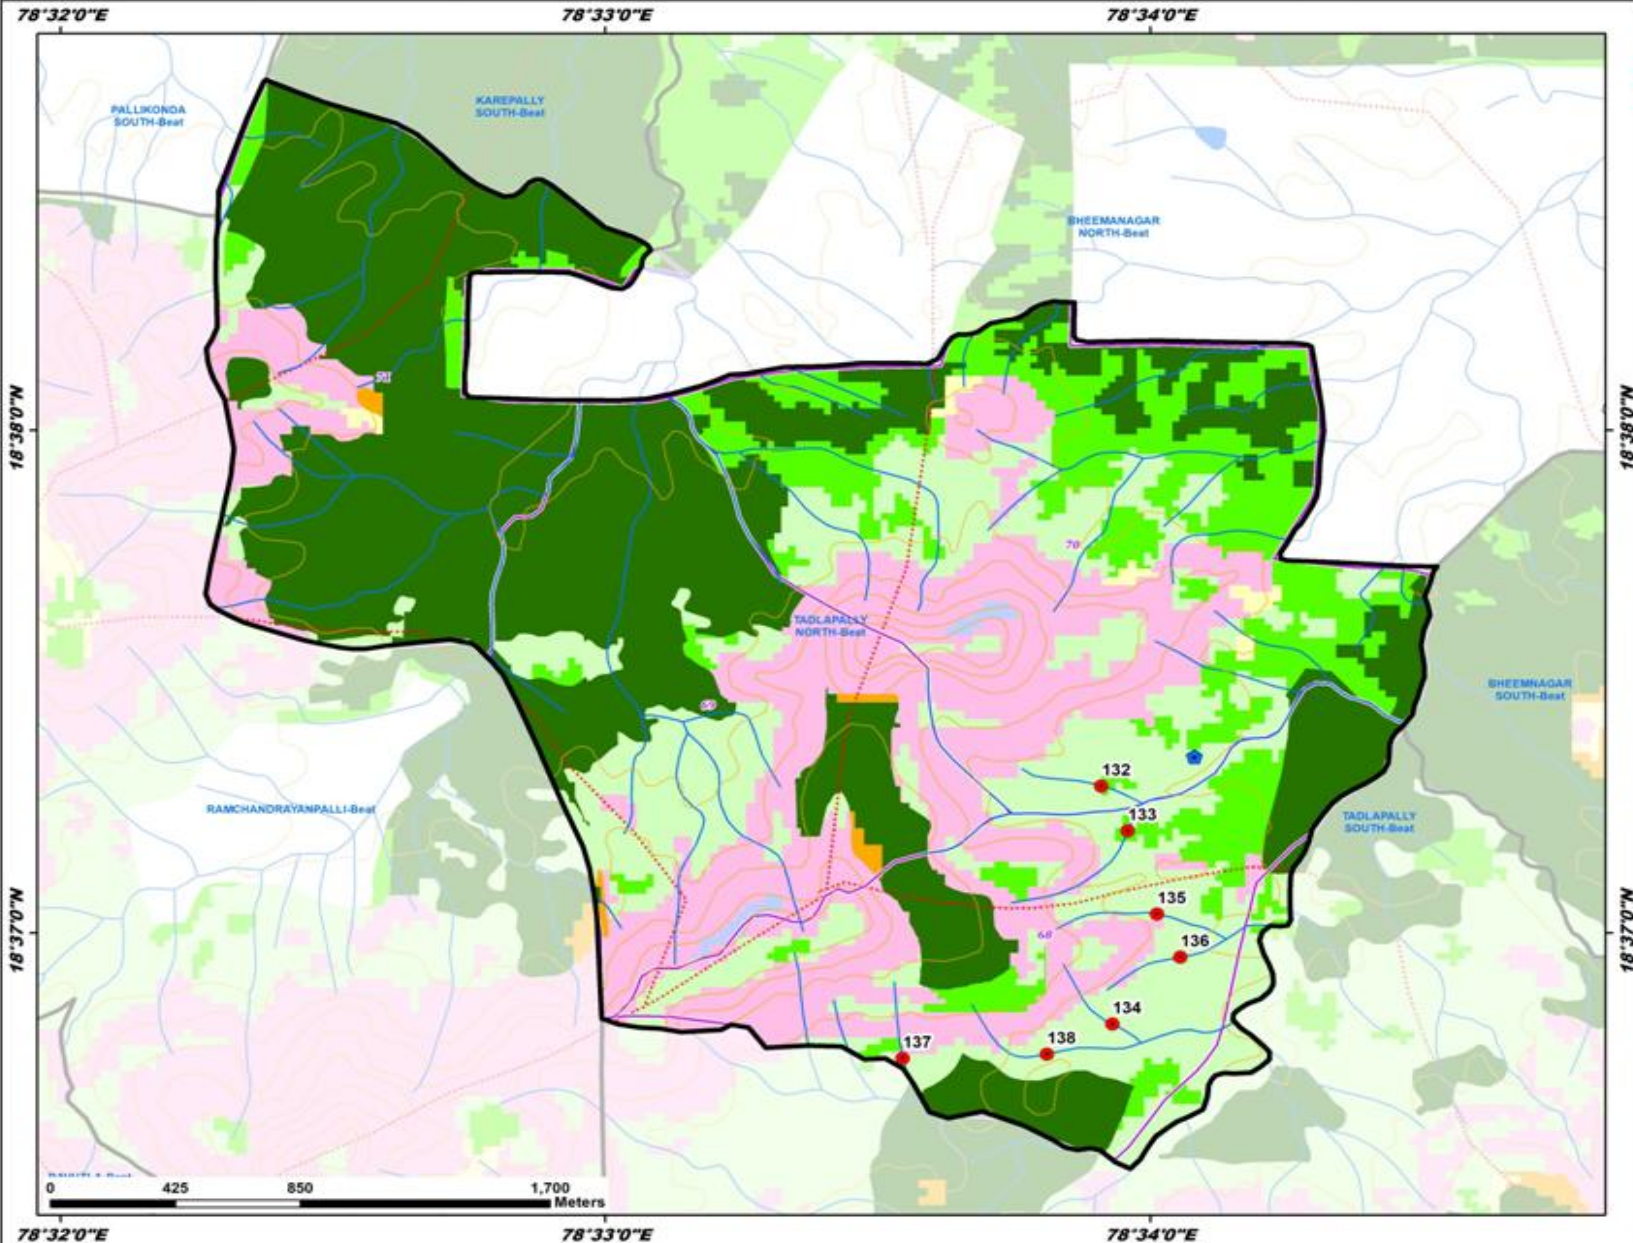 78°32'0"E 78°33'0"E 78°34'0"E
PALLIKONDA
SOUTH-Beat
KAREPALLY
SOUTH-Beat
BHEEMANAGAR
NORTH-Beat
71
18°38'0"N 18°38'0"N
70
TADLAPALLY
NORTH-Beat
69
BHEEMNAGAR
SOUTH-Beat
132
RAMCHANDRAYANPALLI-Beat
133
TADLAPALLY
SOUTH-Beat
135
18°37'0"N 18°37'0"N
68
136
134
137
138
0 425 850 1,700
Meters
78°32'0"E 78°33'0"E 78°34'0"E